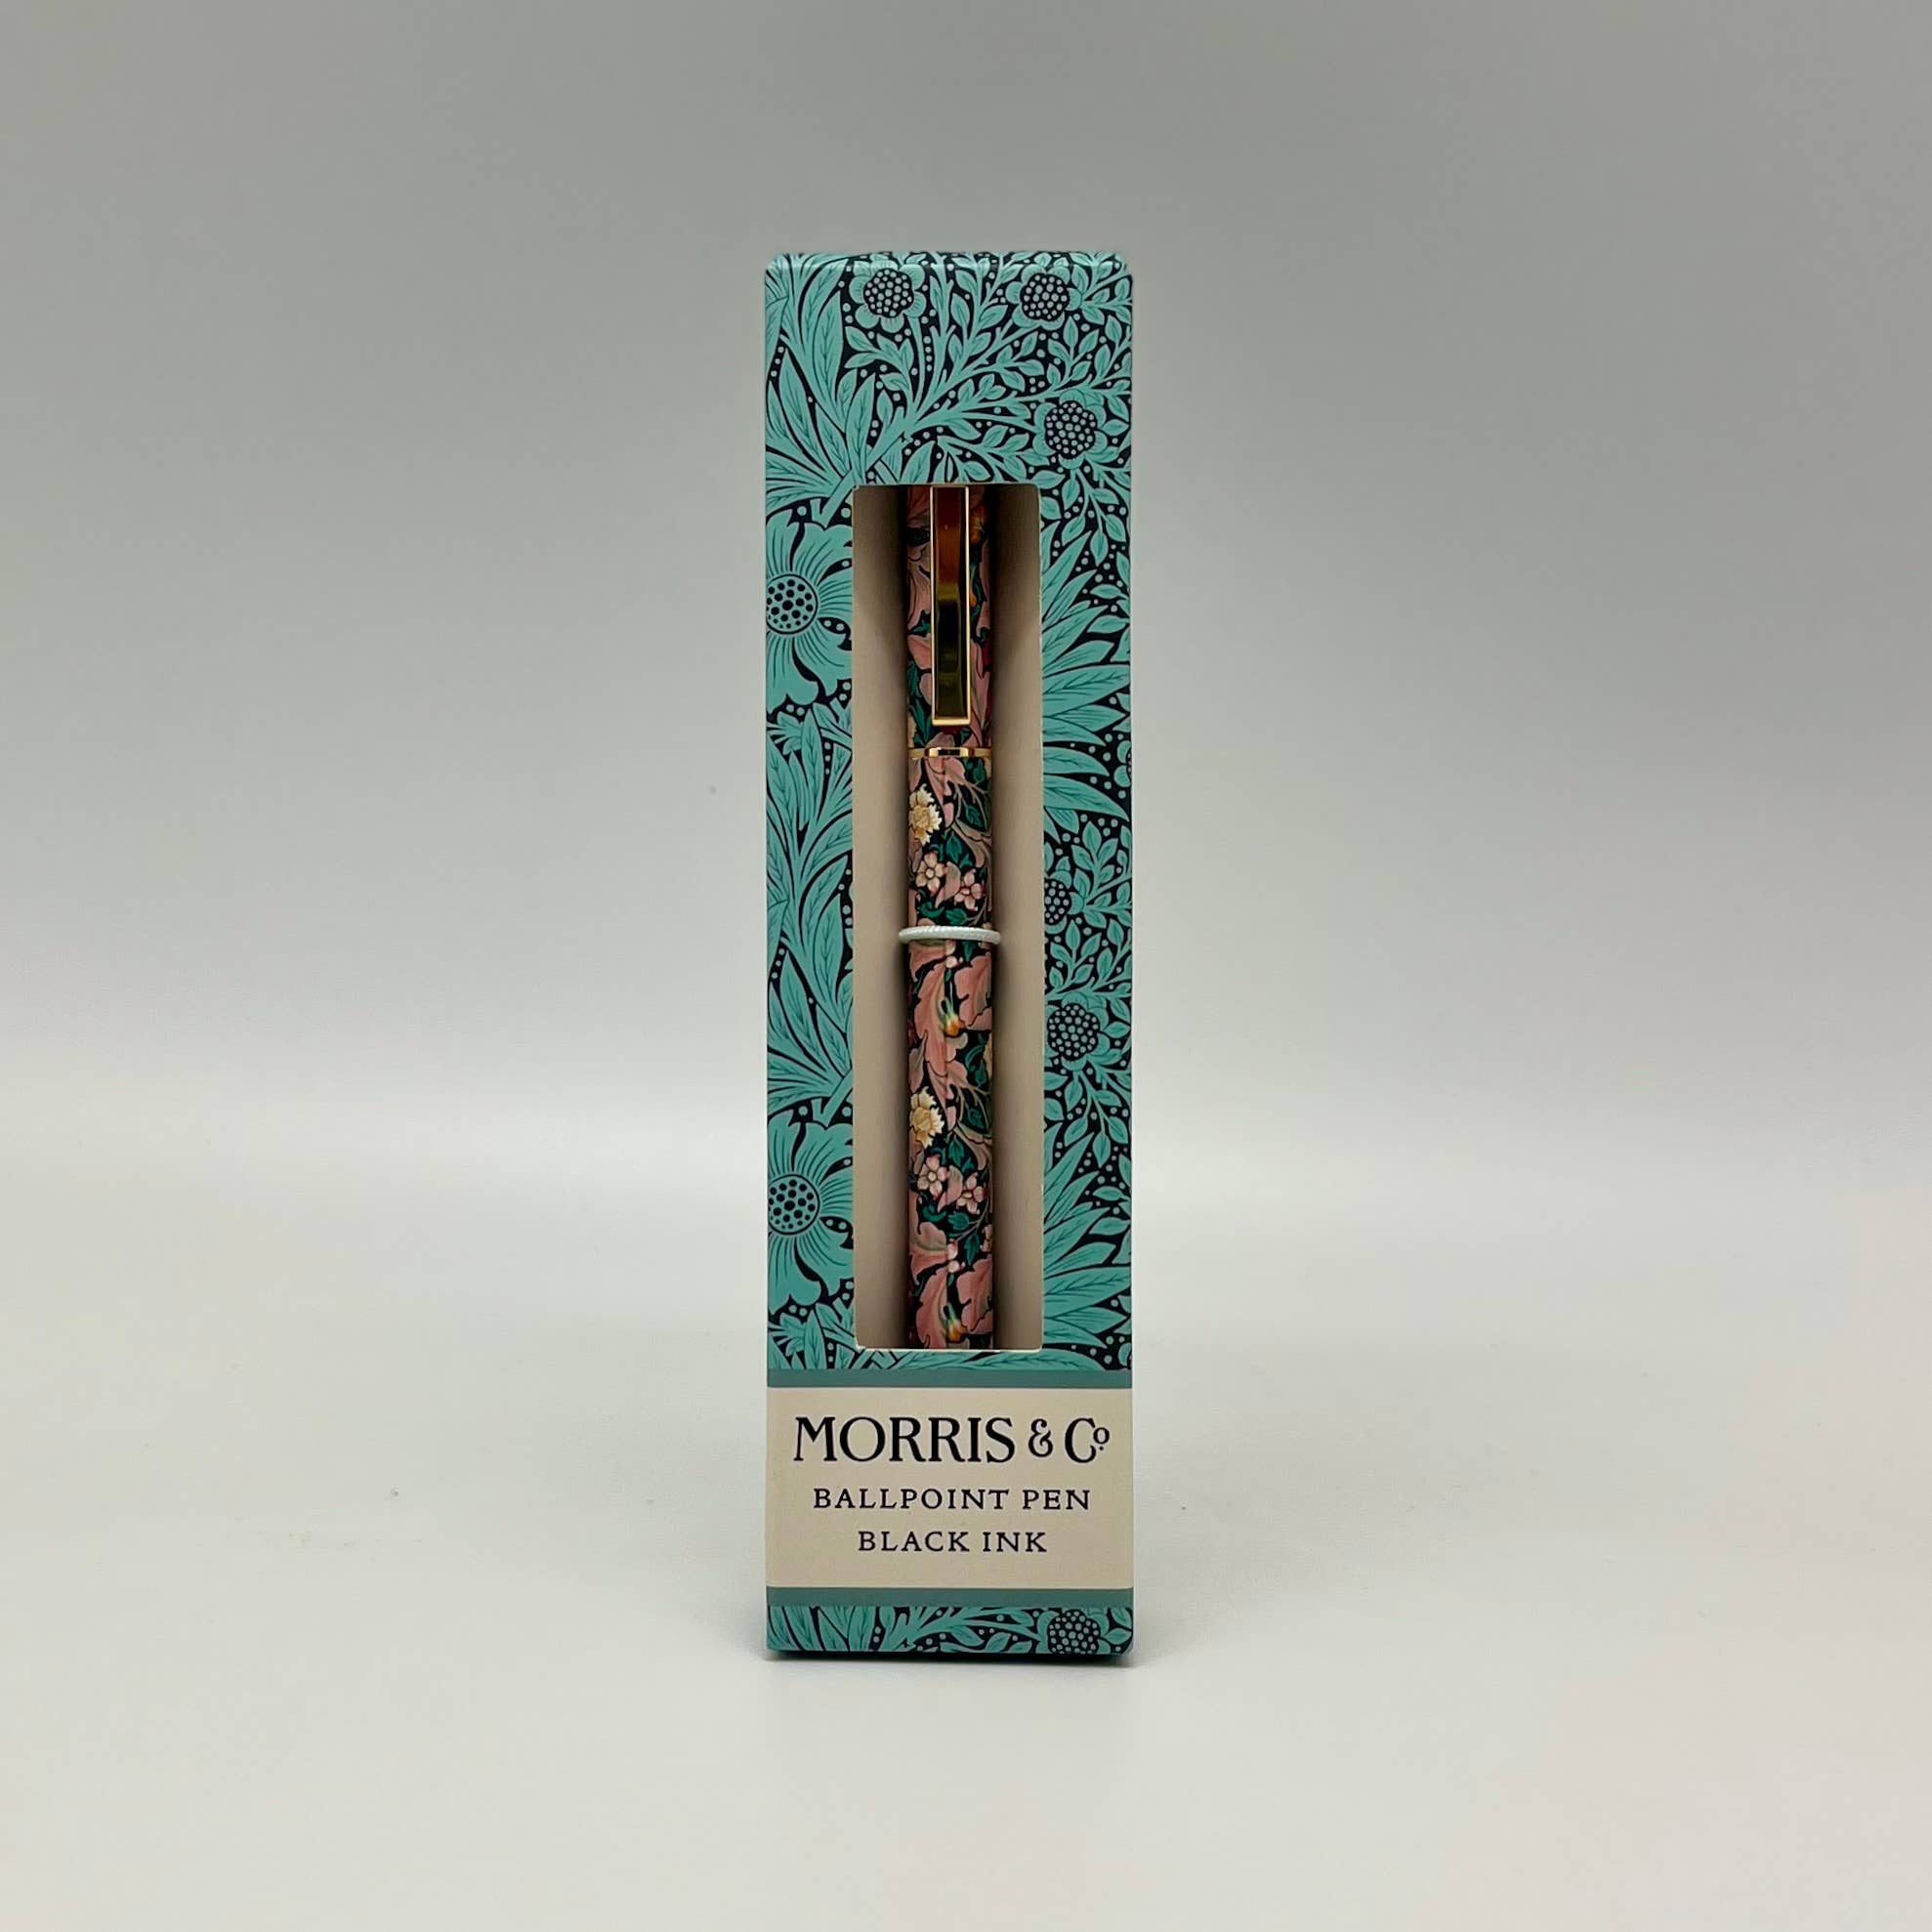 MORRIS & Co.
BALLPOINT PEN
BLACK INK